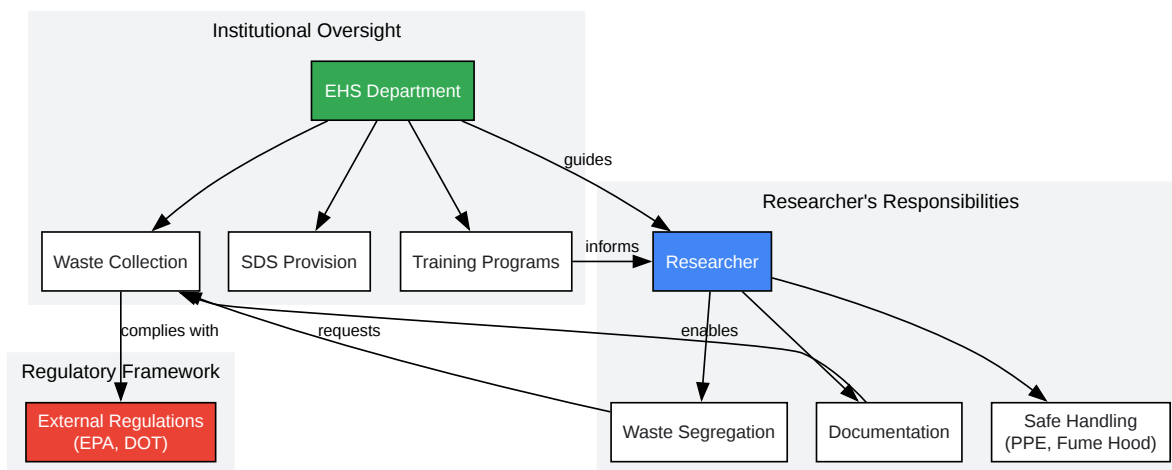 Institutional Oversight
EHS Department
guides
Researcher's Responsibilities
Waste Collection
SDS Provision
Training Programs
informs
Researcher
complies with
requests
enables
Regulatory Framework
External Regulations
(EPA, DOT)
Waste Segregation
Documentation
Safe Handling
(PPE, Fume Hood)